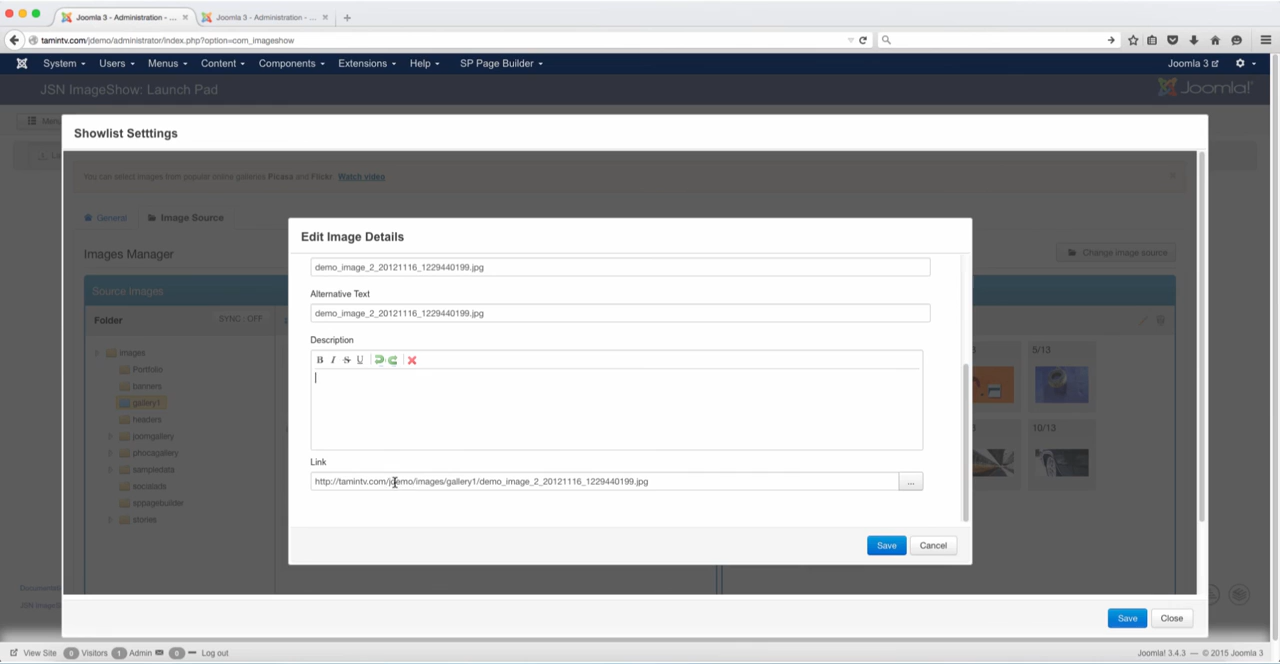 Joomla 3 - Administration - ...
Joomla 3 - Administration - ...
tamintv.com/jdemo/administrator/index.php?option=com_imageshow
System
Users
Menus
Content
Components
Extensions
Help
SP Page Builder
Joomla 3
JSN ImageShow: Launch Pad
Joomla!
Showlist Setttings
You can select images from popular online galleries Picasa and Flickr. Watch video
General
Image Source
Images Manager
Change image source
Source Images
Folder
SYNC : OFF
images
Portfolio
banners
gallery1
headers
joomgallery
phocagallery
sampledata
socialads
sppagebuilder
stories
Edit Image Details
demo_image_2_20121116_1229440199.jpg
Alternative Text
demo_image_2_20121116_1229440199.jpg
Description
B I S U
Link
http://tamintv.com/jdemo/images/gallery1/demo_image_2_20121116_1229440199.jpg
...
Save
Cancel
5/13
10/13
Save
Close
View Site
0 Visitors
1 Admin
0
Log out
Joomla! 3.4.3 — © 2015 Joomla 3